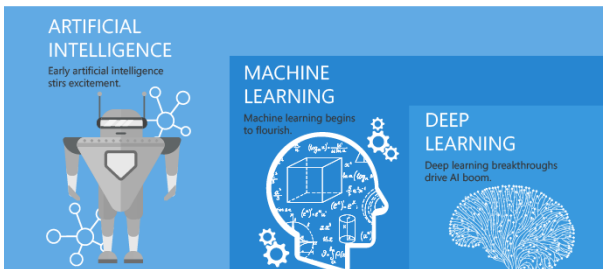 ARTIFICIAL
INTELLIGENCE
Early artificial intelligence
stirs excitement.
MACHINE
LEARNING
Machine learning begins
to flourish.
DEEP
LEARNING
Deep learning breakthroughs
drive AI boom.